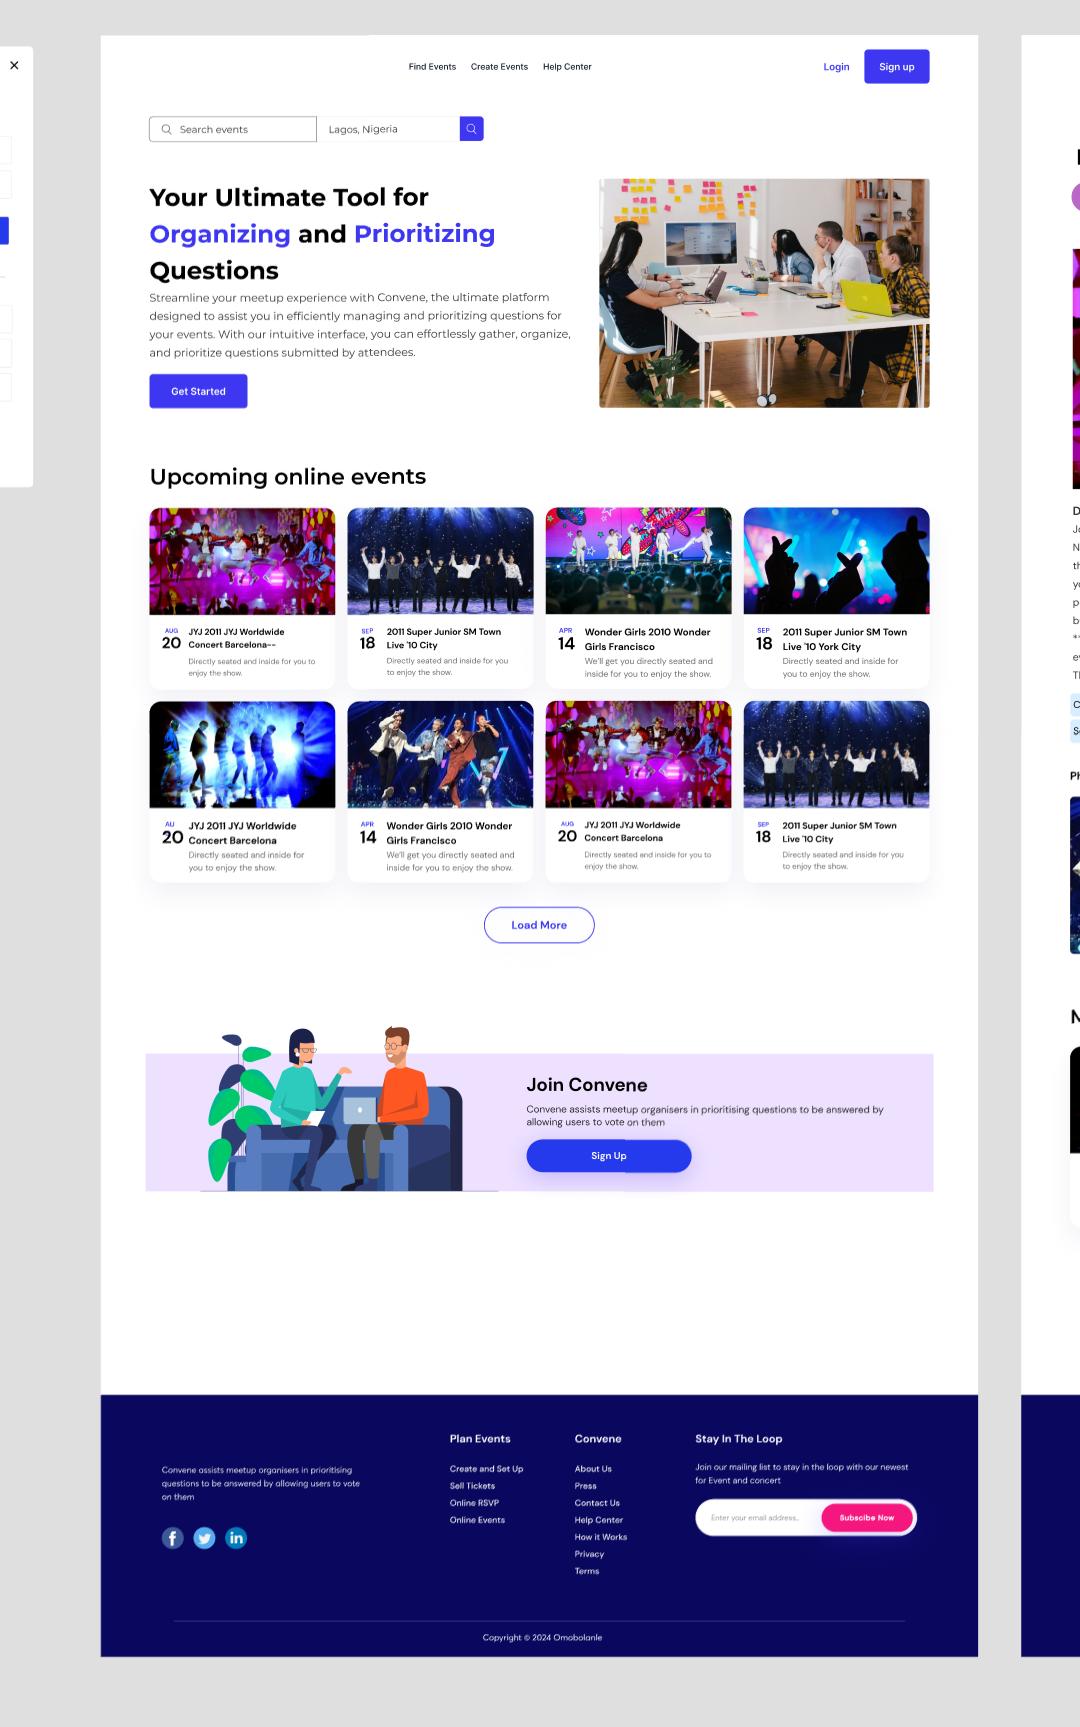 Find Events Create Events Help Center
Login
Sign up
Search events
Lagos, Nigeria
Your Ultimate Tool for
Organizing and Prioritizing
Questions
Streamline your meetup experience with Convene, the ultimate platform
designed to assist you in efficiently managing and prioritizing questions for
your events. With our intuitive interface, you can effortlessly gather, organize,
and prioritize questions submitted by attendees.
Get Started
Upcoming online events
AUG
20
JYJ 2011 JYJ Worldwide
Concert Barcelona--
Directly seated and inside for you to
enjoy the show.
SEP
18
2011 Super Junior SM Town
Live '10 City
Directly seated and inside for you
to enjoy the show.
APR
14
Wonder Girls 2010 Wonder
Girls Francisco
We'll get you directly seated and
inside for you to enjoy the show.
SEP
18
2011 Super Junior SM Town
Live '10 York City
Directly seated and inside for
you to enjoy the show.
AU
20
JYJ 2011 JYJ Worldwide
Concert Barcelona
Directly seated and inside for
you to enjoy the show.
APR
14
Wonder Girls 2010 Wonder
Girls Francisco
We'll get you directly seated and
inside for you to enjoy the show.
AUG
20
JYJ 2011 JYJ Worldwide
Concert Barcelona
Directly seated and inside for you to
enjoy the show.
SEP
18
2011 Super Junior SM Town
Live '10 City
Directly seated and inside for you
to enjoy the show.
Load More
Join Convene
Convene assists meetup organisers in prioritising questions to be answered by
allowing users to vote on them
Sign Up
Convene assists meetup organisers in prioritising
questions to be answered by allowing users to vote
on them
Plan Events
Create and Set Up
Sell Tickets
Online RSVP
Online Events
Convene
About Us
Press
Contact Us
Help Center
How it Works
Privacy
Terms
Stay In The Loop
Join our mailing list to stay in the loop with our newest
for Event and concert
Enter your email address..
Subscibe Now
Copyright © 2024 Omobolanle